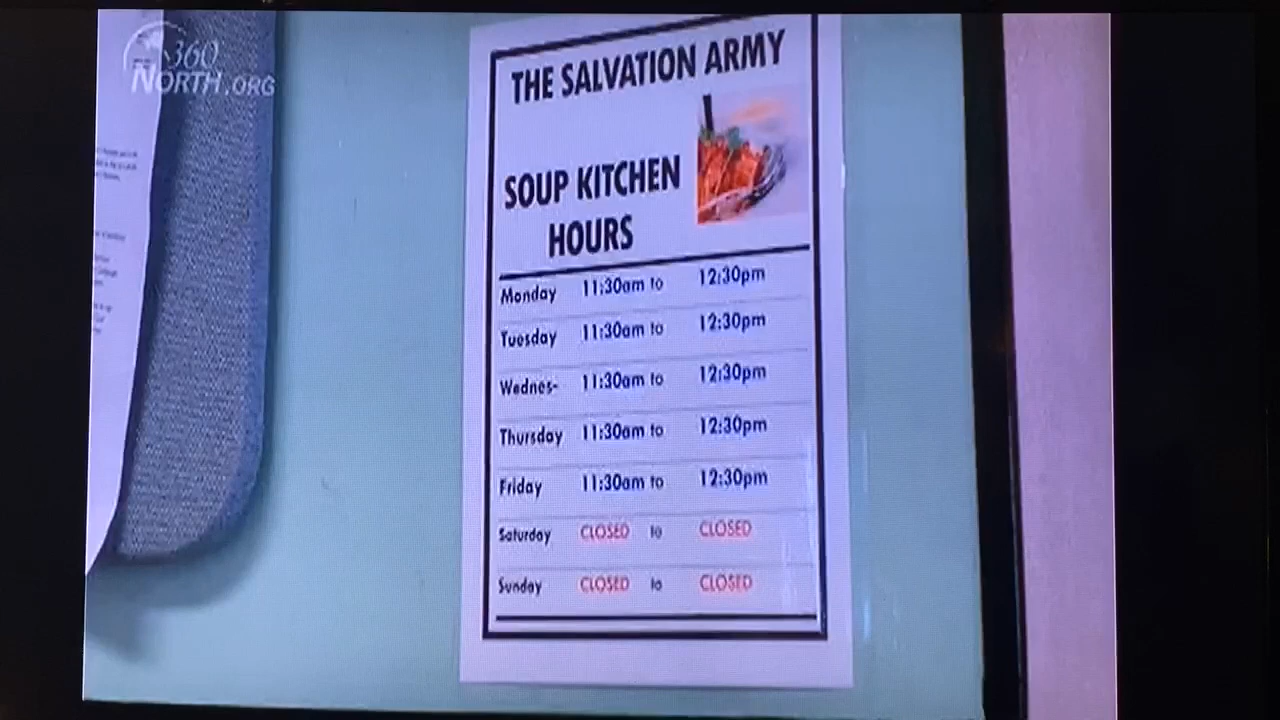 360
NORTH.ORG
THE SALVATION ARMY
SOUP KITCHEN
HOURS
Monday 11:30am to 12:30pm
Tuesday 11:30am to 12:30pm
Wednes- 11:30am to 12:30pm
Thursday 11:30am to 12:30pm
Friday 11:30am to 12:30pm
Saturday CLOSED to CLOSED
Sunday CLOSED to CLOSED